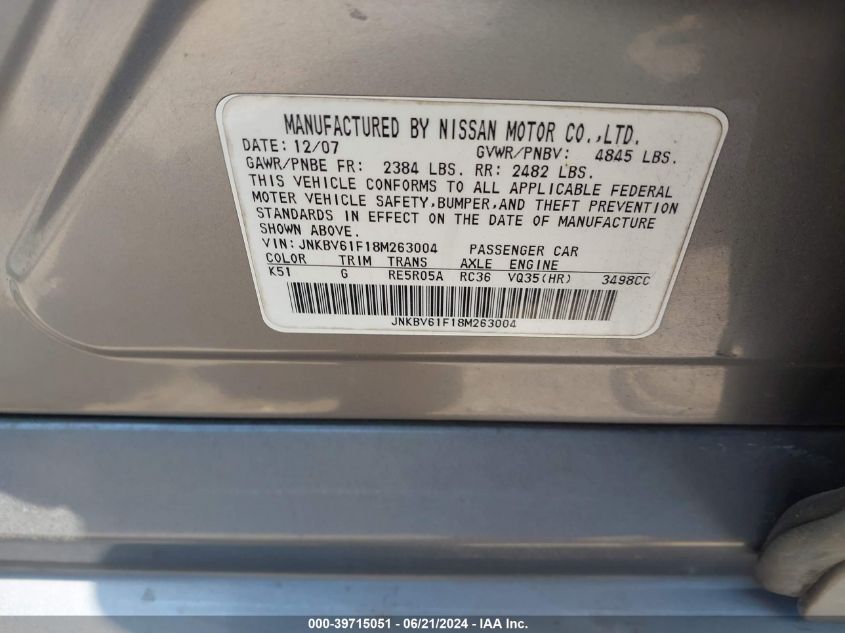 MANUFACTURED BY NISSAN MOTOR CO.,LTD.
DATE: 12/07 GVWR/PNBV: 4845 LBS.
GAWR/PNBE FR: 2384 LBS. RR: 2482 LBS.
THIS VEHICLE CONFORMS TO ALL APPLICABLE FEDERAL
MOTER VEHICLE SAFETY,BUMPER,AND THEFT PREVENTION
STANDARDS IN EFFECT ON THE DATE OF MANUFACTURE
SHOWN ABOVE.
VIN: JNKBV61F18M263004 PASSENGER CAR
COLOR TRIM TRANS AXLE ENGINE
K51 G RE5R05A RC36 VQ35(HR) 3498CC
JNKBV61F18M263004
000-39715051 - 06/21/2024 - IAA Inc.